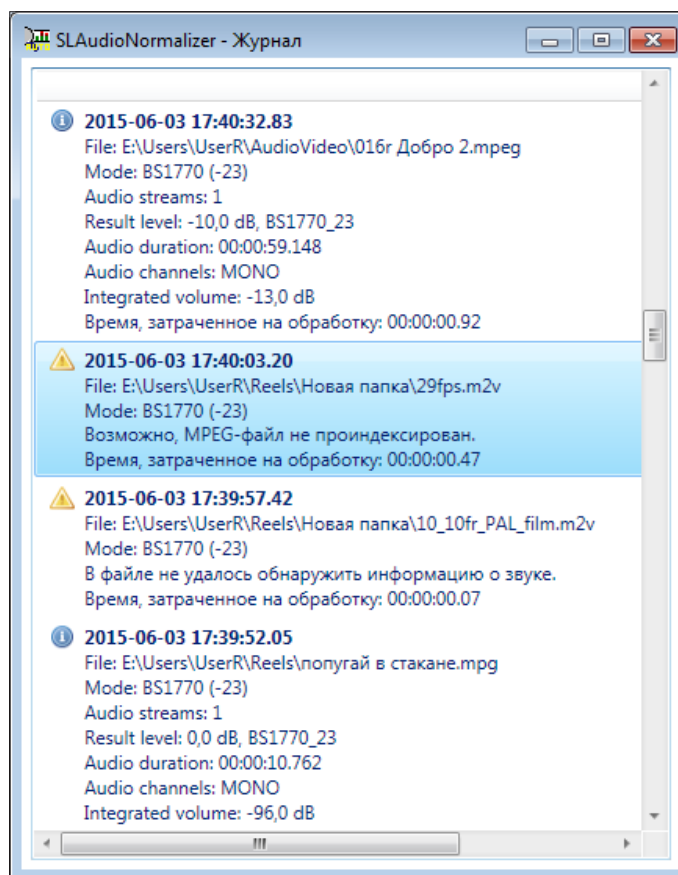 SLAudioNormalizer - Журнал
2015-06-03 17:40:32.83
File: E:\Users\UserR\AudioVideo\016r Добро 2.mpeg
Mode: BS1770 (-23)
Audio streams: 1
Result level: -10,0 dB, BS1770_23
Audio duration: 00:00:59.148
Audio channels: MONO
Integrated volume: -13,0 dB
Время, затраченное на обработку: 00:00:00.92
2015-06-03 17:40:03.20
File: E:\Users\UserR\Reels\Новая папка\29fps.m2v
Mode: BS1770 (-23)
Возможно, MPEG-файл не проиндексирован.
Время, затраченное на обработку: 00:00:00.47
2015-06-03 17:39:57.42
File: E:\Users\UserR\Reels\Новая папка\10_10fr_PAL_film.m2v
Mode: BS1770 (-23)
В файле не удалось обнаружить информацию о звуке.
Время, затраченное на обработку: 00:00:00.07
2015-06-03 17:39:52.05
File: E:\Users\UserR\Reels\попугай в стакане.mpg
Mode: BS1770 (-23)
Audio streams: 1
Result level: 0,0 dB, BS1770_23
Audio duration: 00:00:10.762
Audio channels: MONO
Integrated volume: -96,0 dB